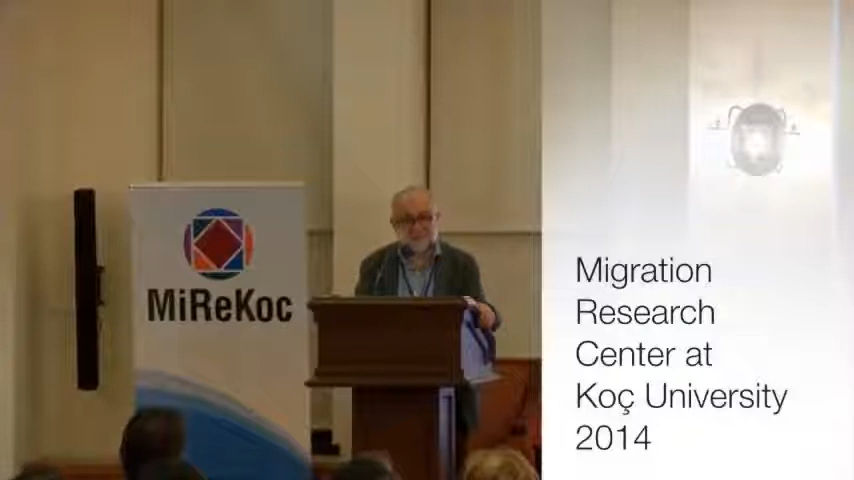 MiReKoc
Migration
Research
Center at
Koç University
2014